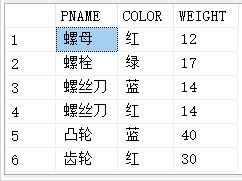 PNAME COLOR WEIGHT
1 螺母 红 12
2 螺栓 绿 17
3 螺丝刀 蓝 14
4 螺丝刀 红 14
5 凸轮 蓝 40
6 齿轮 红 30